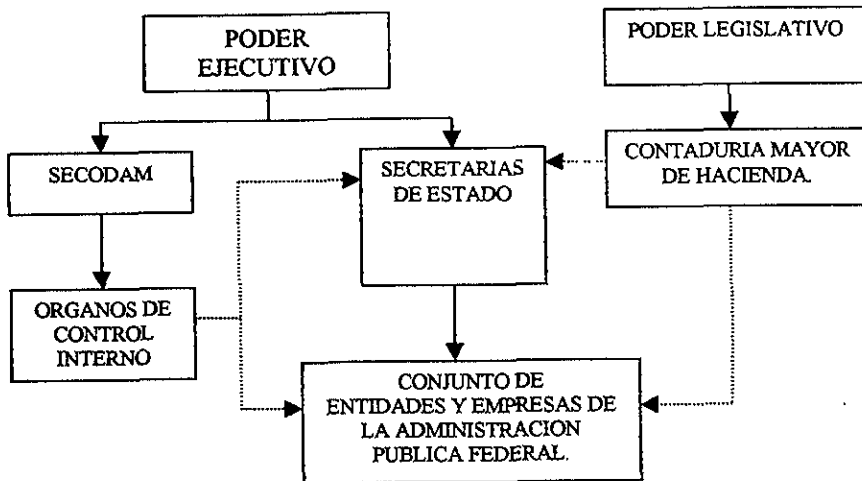 PODER
EJECUTIVO
PODER LEGISLATIVO
SECODAM
SECRETARIAS
DE ESTADO
CONTADURIA MAYOR
DE HACIENDA.
ORGANOS DE
CONTROL
INTERNO
CONJUNTO DE
ENTIDADES Y EMPRESAS DE
LA ADMINISTRACION
PUBLICA FEDERAL.